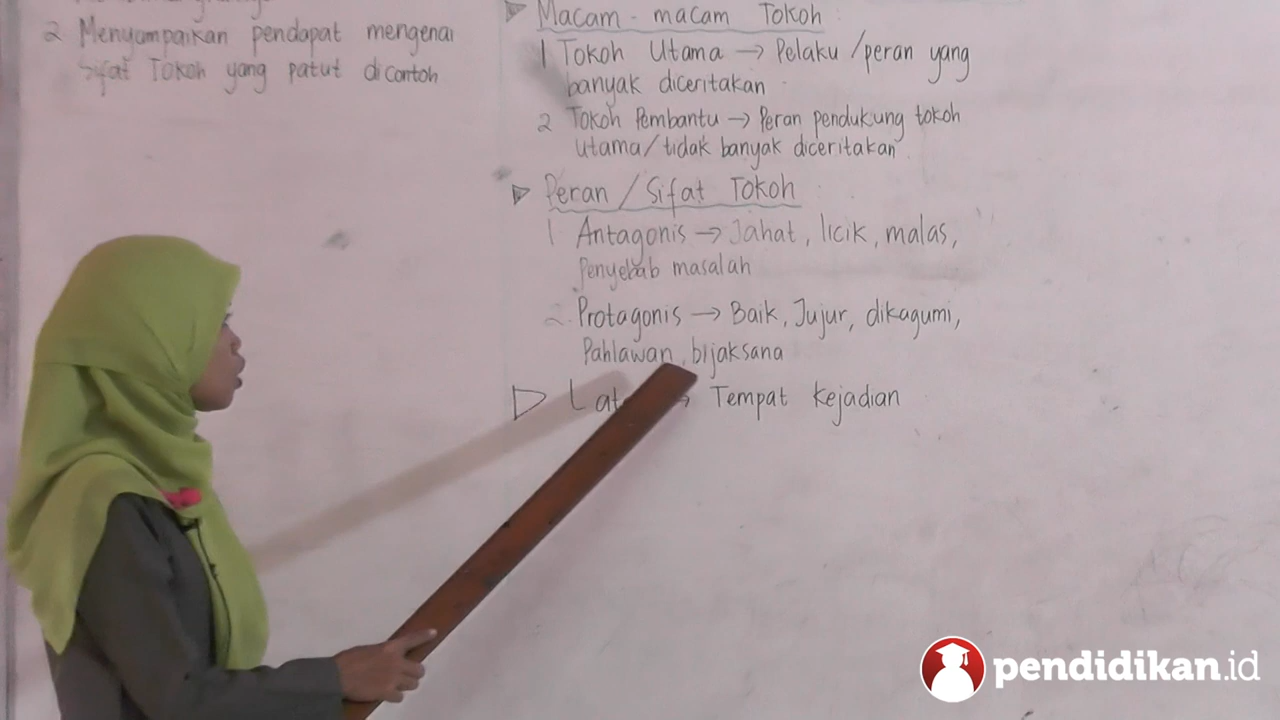 2 Menyampaikan pendapat mengenai
Sifat Tokoh yang patut dicontoh
Macam - macam Tokoh
1 Tokoh Utama → Pelaku / peran yang
banyak diceritakan
2 Tokoh Pembantu → Peran pendukung tokoh
utama / tidak banyak diceritakan
Peran / Sifat Tokoh
1 Antagonis → Jahat, licik, malas,
Penyebab masalah
2. Protagonis → Baik, Jujur, dikagumi,
Pahlawan, bijaksana
→ Tempat Kejadian
pendidikan.id